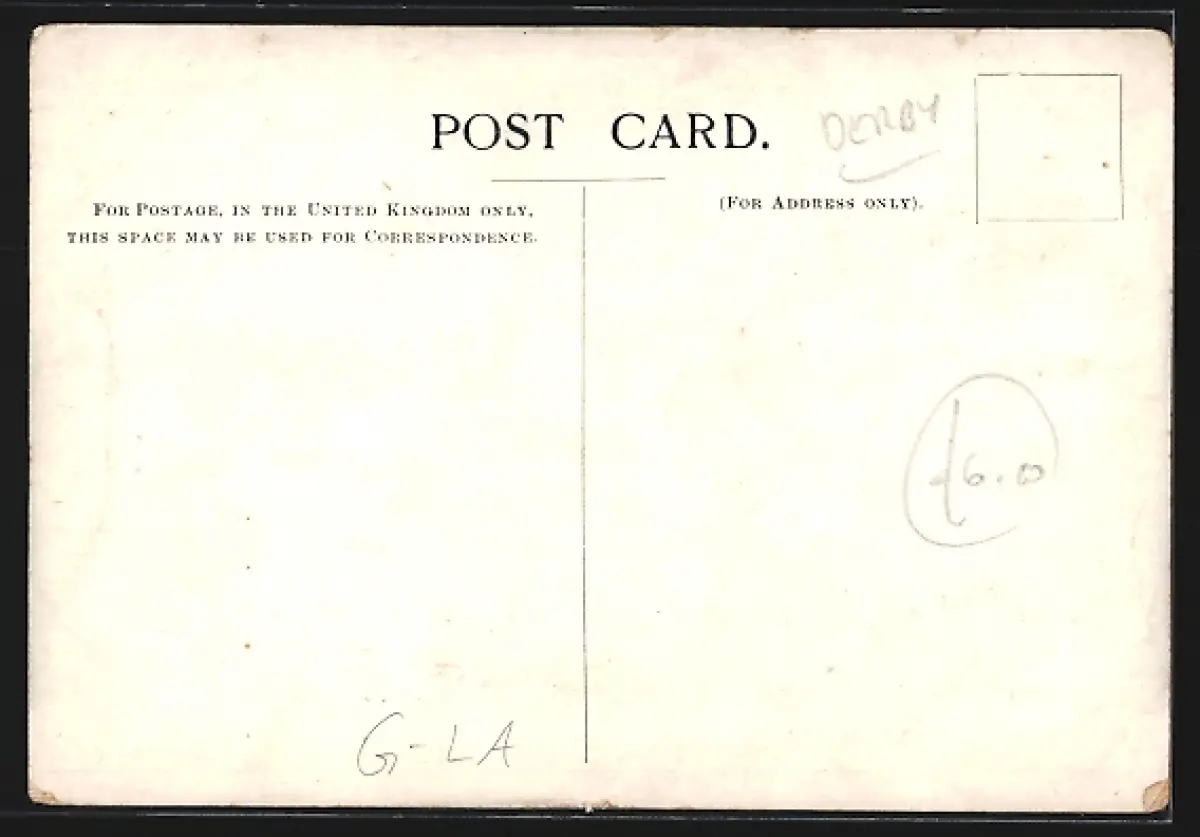 POST CARD.
DERBY
FOR POSTAGE, IN THE UNITED KINGDOM ONLY,
THIS SPACE MAY BE USED FOR CORRESPONDENCE.
(FOR ADDRESS ONLY).
£6.0
G-LA